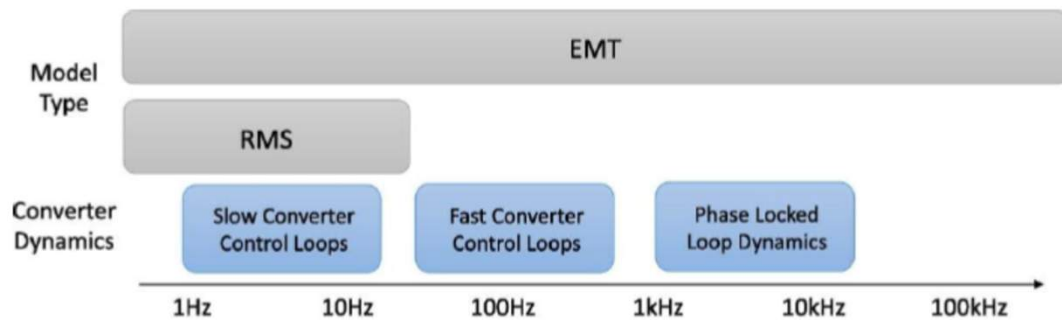 EMT
Model
Type
RMS
Converter
Dynamics
Slow Converter
Control Loops
Fast Converter
Control Loops
Phase Locked
Loop Dynamics
1Hz 10Hz 100Hz 1kHz 10kHz 100kHz